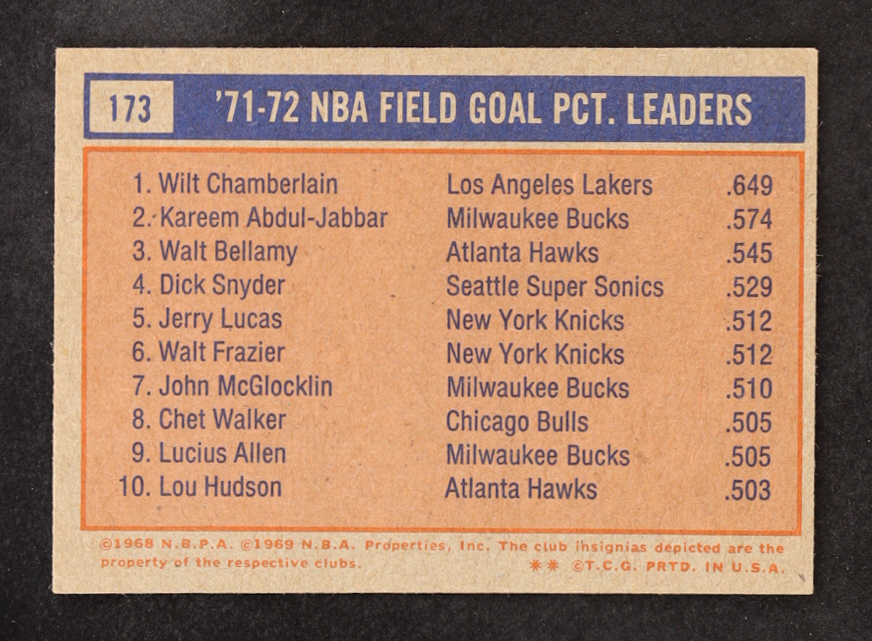 173 '71-72 NBA FIELD GOAL PCT. LEADERS
1. Wilt Chamberlain Los Angeles Lakers .649
2. Kareem Abdul-Jabbar Milwaukee Bucks .574
3. Walt Bellamy Atlanta Hawks .545
4. Dick Snyder Seattle Super Sonics .529
5. Jerry Lucas New York Knicks .512
6. Walt Frazier New York Knicks .512
7. John McGlocklin Milwaukee Bucks .510
8. Chet Walker Chicago Bulls .505
9. Lucius Allen Milwaukee Bucks .505
10. Lou Hudson Atlanta Hawks .503
©1968 N.B.P.A. ©1969 N.B.A. Properties, Inc. The club insignias depicted are the
property of the respective clubs. ** ©T.C.G. PRTD. IN U.S.A.